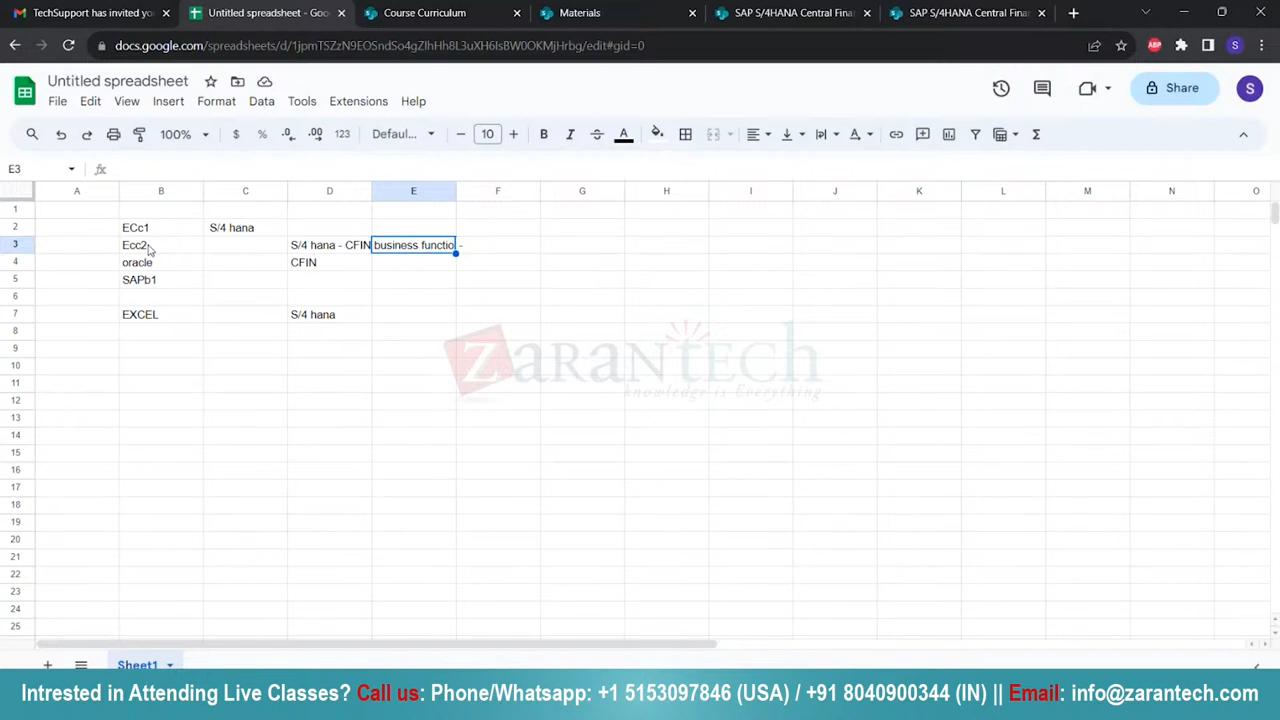 TechSupport has invited you
Untitled spreadsheet - Goo
Course Curriculum
Materials
SAP S/4HANA Central Finan
SAP S/4HANA Central Finan
docs.google.com/spreadsheets/d/1jpmTSZzN9EOSndSo4gZlhHh8L3uXH6IsBW0OKMjHrbg/edit#gid=0
ABP
S
Untitled spreadsheet
File Edit View Insert Format Data Tools Extensions Help
Share
S
100% $ % .0 .00 123 Defaul... 10 B I S A Σ
E3 fx
A B C D E F G H I J K L M N O
1
2 ECc1 S/4 hana
3 Ecc2 S/4 hana - CFIN business functio -
4 oracle CFIN
5 SAPb1
6
7 EXCEL S/4 hana
8
9
10
11
12
13
14
15
16
17
18
19
20
21
22
23
24
25
ZARANTECH
knowledge is Everything
Sheet1
Intrested in Attending Live Classes? Call us: Phone/Whatsapp: +1 5153097846 (USA) / +91 8040900344 (IN) || Email: info@zarantech.com